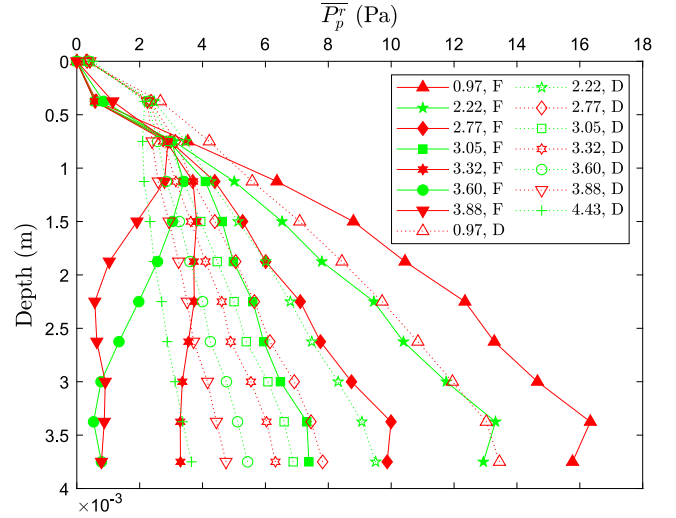 $\overline{P_p^r}$ (Pa)
0 2 4 6 8 10 12 14 16 18
Depth (m)
0
0.5
1
1.5
2
2.5
3
3.5
4
×10⁻³
0.97, F
2.22, F
2.77, F
3.05, F
3.32, F
3.60, F
3.88, F
0.97, D
2.22, D
2.77, D
3.05, D
3.32, D
3.60, D
3.88, D
4.43, D